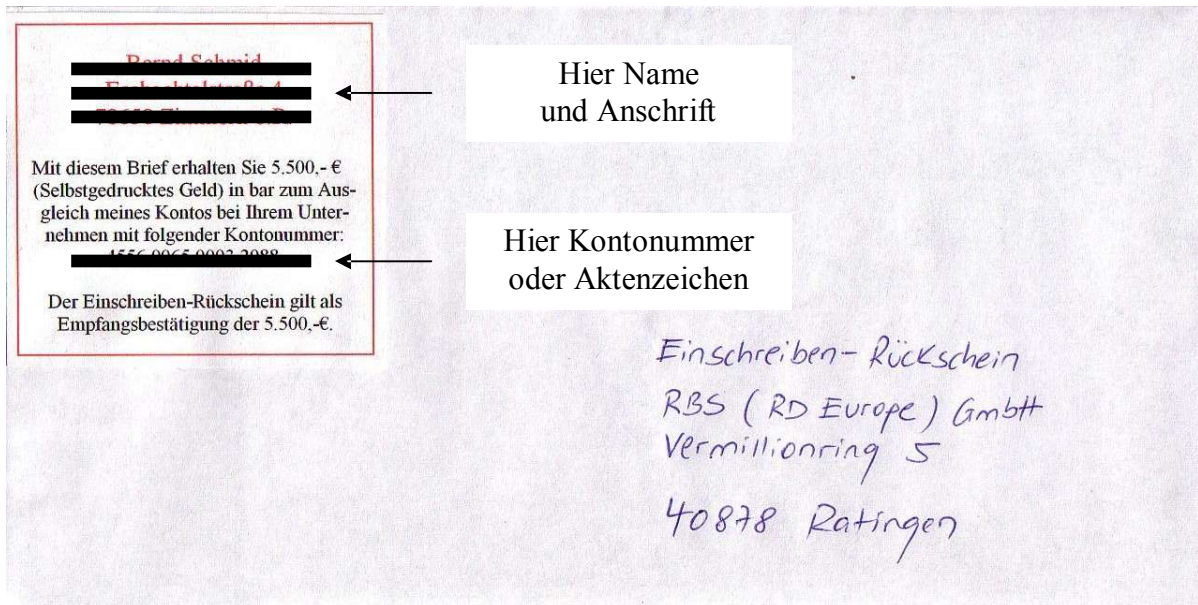 Hier Name
und Anschrift
Mit diesem Brief erhalten Sie 5.500,- €
(Selbstgedrucktes Geld) in bar zum Aus-
gleich meines Kontos bei Ihrem Unter-
nehmen mit folgender Kontonummer:
Hier Kontonummer
oder Aktenzeichen
Der Einschreiben-Rückschein gilt als
Empfangsbestätigung der 5.500,-€.
Einschreiben-Rückschein
RBS (RD Europe) GmbH
Vermillionring 5
40878 Ratingen